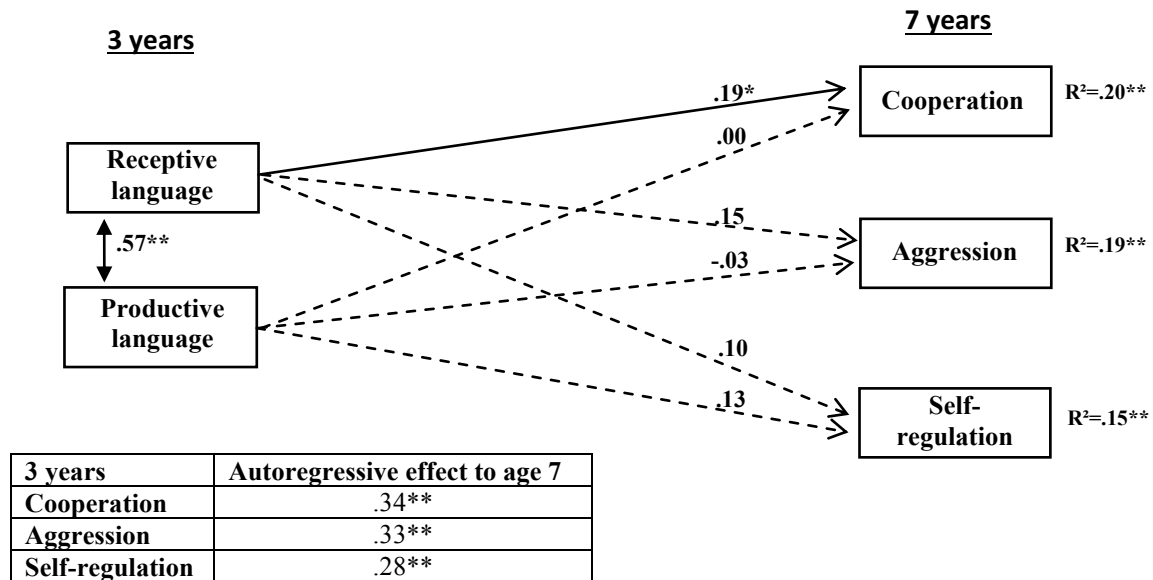 3 years
7 years
Receptive
language
.57**
Productive
language
.19*
.00
.15
-.03
.10
.13
Cooperation
R²=.20**
Aggression
R²=.19**
Self-
regulation
R²=.15**
3 years Autoregressive effect to age 7
Cooperation .34**
Aggression .33**
Self-regulation .28**